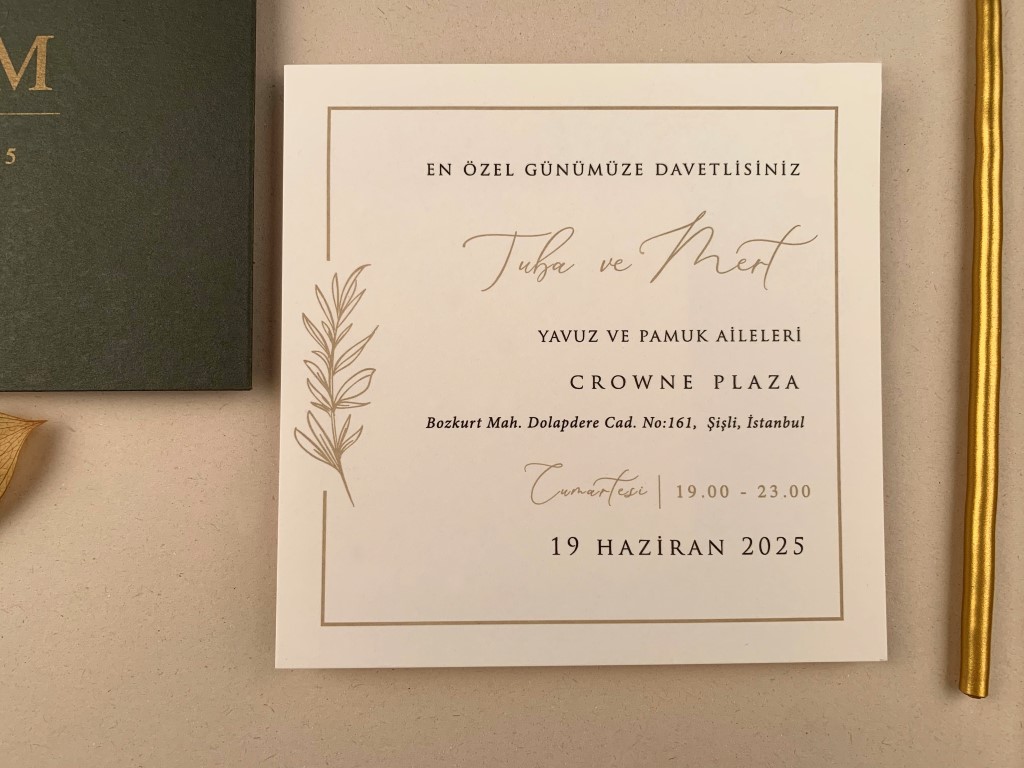 M
5
EN ÖZEL GÜNÜMÜZE DAVETLİSİNİZ
Tuba ve Mert
YAVUZ VE PAMUK AİLELERİ
CROWNE PLAZA
Bozkurt Mah. Dolapdere Cad. No:161, Şişli, İstanbul
Cumartesi | 19.00 - 23.00
19 HAZİRAN 2025